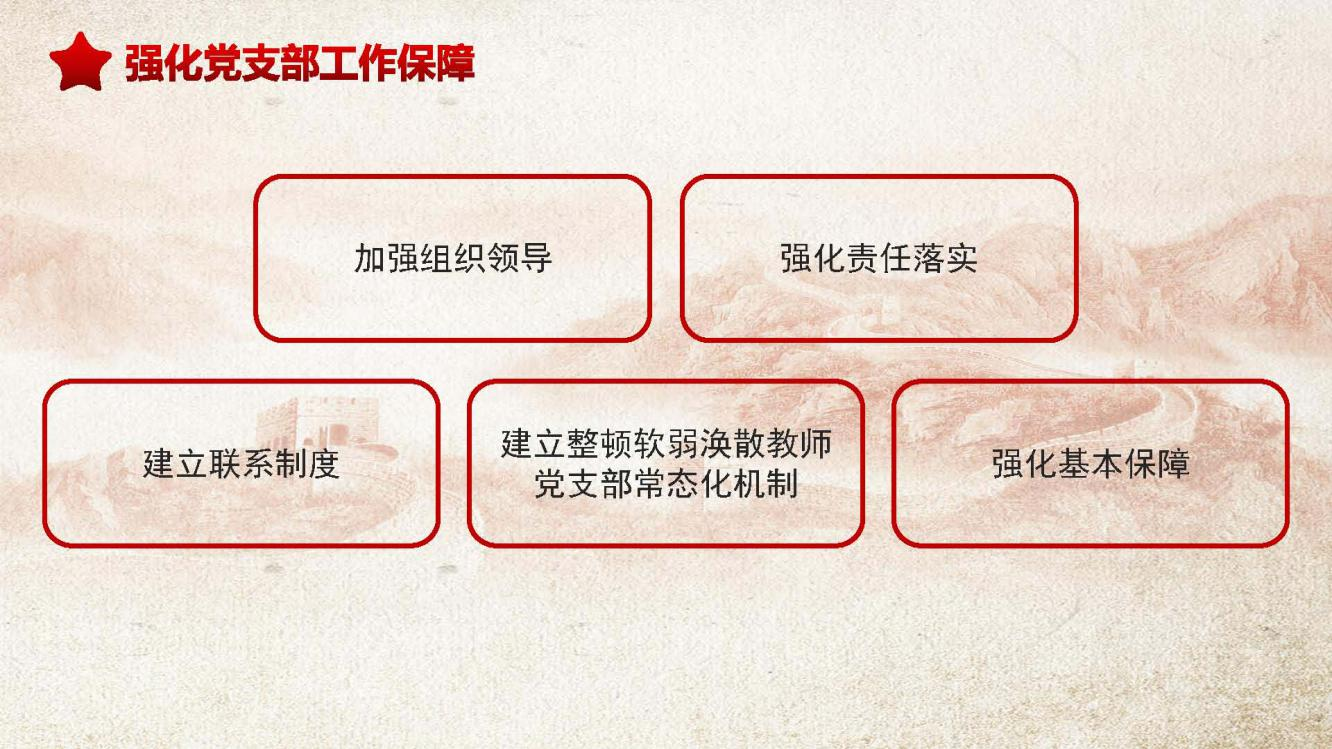 强化党支部工作保障
加强组织领导
强化责任落实
建立联系制度
建立整顿软弱涣散教师
党支部常态化机制
强化基本保障